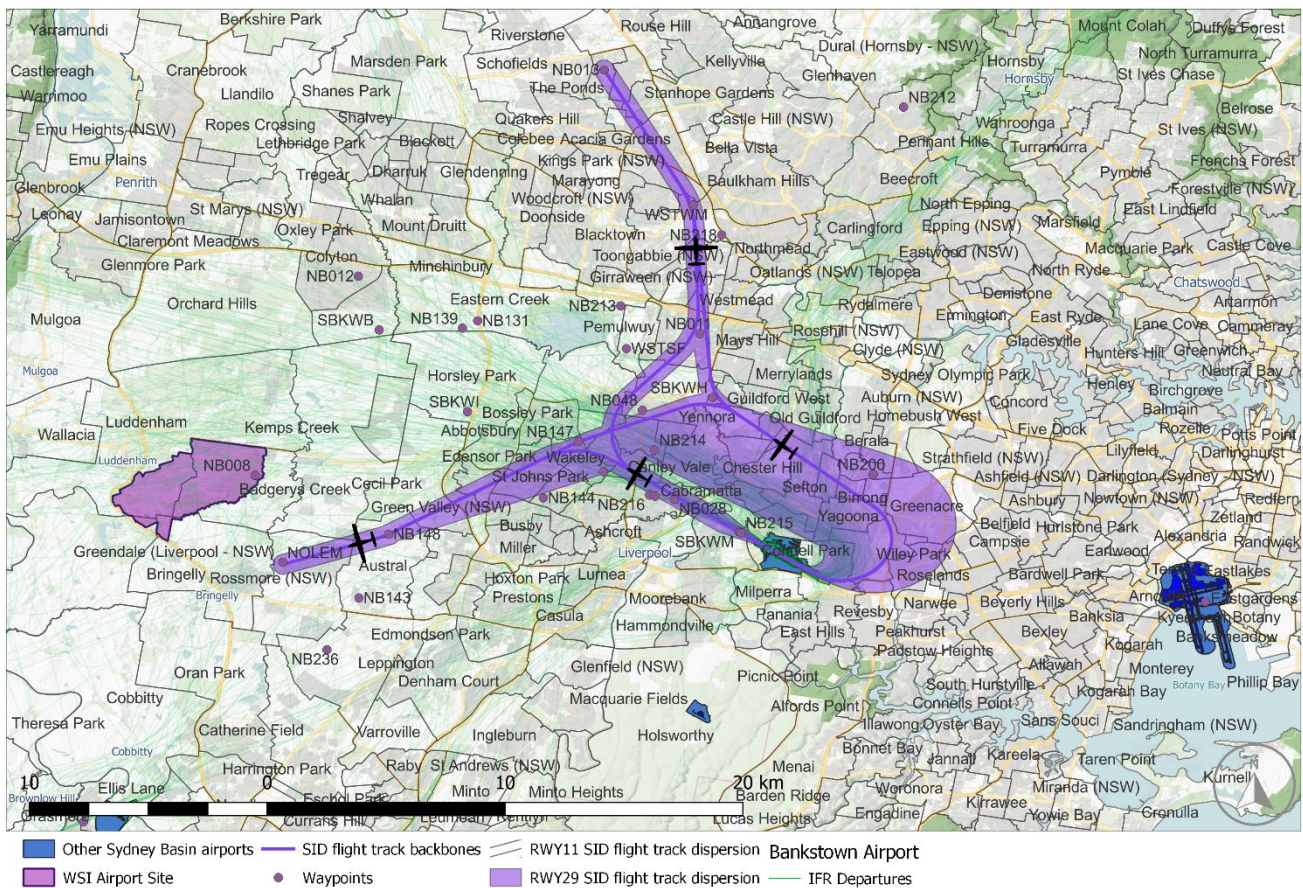 Yarramundi
Berkshire Park
Riverstone
Rouse Hill
Annangrove
Mount Colah
Duffys Forest
Castlereagh
Cranebrook
Marsden Park
Schofields
NB013
Kellyville
Dural (Hornsby - NSW)
Hornsby
North Turramurra
Warrimoo
Llandilo
Shanes Park
The Ponds
Stanhope Gardens
Glenhaven
Hornsby
St Ives Chase
NB212
Shalvey
Quakers Hill
Castle Hill (NSW)
Belrose
Emu Heights (NSW)
Ropes Crossing
Colebee
Acacia Gardens
Wahroonga
St Ives (NSW)
Lethbridge Park
Blackett
Bella Vista
Pennant Hills
Turramurra
Emu Plains
Kings Park (NSW)
Frenchs Forest
Penrith
Tregear
Dharruk
Glendenning
Marayong
Baulkham Hills
Beecroft
Pymble
Glenbrook
Woodcroft (NSW)
Forestville (NSW)
Leonay
Jamisontown
St Marys (NSW)
Whalan
Doonside
WSTWM
North Epping
East Lindfield
Oxley Park
Mount Druitt
Blacktown
NB218
Carlingford
Epping (NSW)
Marsfield
Claremont Meadows
Northmead
Eastwood (NSW)
Macquarie Park
Castle Cove
Glenmore Park
Colyton
Minchinbury
Toongabbie (NSW)
Oatlands (NSW)
Telopea
North Ryde
NB012
Girraween (NSW)
Chatswood
Orchard Hills
Eastern Creek
NB213
Westmead
Rydalmere
Denistone
Artarmon
Mulgoa
SBKWB
NB139
NB131
Pemulwuy
NB011
Rosehill (NSW)
Ermington
East Ryde
Lane Cove
Cammeray
WSTSF
Mays Hill
Clyde (NSW)
Gladesville
Hunters Hill
Greenwich
Mulgoa
Horsley Park
Merrylands
Sydney Olympic Park
Henley
Neutral Bay
SBKWH
Birchgrove
SBKWI
Bossley Park
NB048
Guildford West
Auburn (NSW)
Concord
Balmain
Luddenham
Abbotsbury
Yennora
Old Guildford
Homebush West
Rozelle
Wallacia
Kemps Creek
NB147
Five Dock
Potts Point
Luddenham
Edensor Park
Wakeley
NB214
Berala
Lilyfield
Darlinghurst
NB008
St Johns Park
Canley Vale
Chester Hill
NB200
Strathfield (NSW)
Badgerys Creek
Cecil Park
Sefton
Ashfield (NSW)
Darlington (Sydney - NSW)
NB144
Cabramatta
Birrong
Greenacre
Ashbury
Newtown (NSW)
Redfern
Green Valley (NSW)
NB216
NB028
Yagoona
Belfield
Hurlstone Park
Zetland
NB148
Busby
Ashcroft
NB215
Campsie
Alexandria
Greendale (Liverpool - NSW)
NOLEM
Miller
Liverpool
SBKWM
Condell Park
Wiley Park
Earlwood
Randwick
Bringelly
Rossmore (NSW)
Austral
Hoxton Park
Lurnea
Roselands
Bardwell Park
Eastlakes
Bringelly
NB143
Prestons
Moorebank
Milperra
Narwee
Beverly Hills
Banksia
Botany
Casula
Panania
Revesby
Edmondson Park
Hammondville
East Hills
Peakhurst
Bexley
Kogarah
Banksmeadow
NB236
Leppington
Glenfield (NSW)
Padstow Heights
Allawah
Monterey
Oran Park
Denham Court
Picnic Point
South Hurstville
Kogarah Bay
Botany Bay
Phillip Bay
Cobbitty
Macquarie Fields
Alfords Point
Connells Point
Theresa Park
Catherine Field
Varroville
Ingleburn
Holsworthy
Illawong
Oyster Bay
Sans Souci
Sandringham (NSW)
Cobbitty
Bonnet Bay
Kareela
Taren Point
Harrington Park
Raby
St Andrews (NSW)
Menai
Jannali
Kurnell
10 0 10 20 km
Brownlow Hill
Ellis Lane
Minto
Minto Heights
Barden Ridge
Woronora
Miranda (NSW)
Kirrawee
Cronulla
Lucas Heights
Engadine
Yowie Bay
Other Sydney Basin airports
SID flight track backbones
RWY11 SID flight track dispersion
Bankstown Airport
WSI Airport Site
Waypoints
RWY29 SID flight track dispersion
IFR Departures